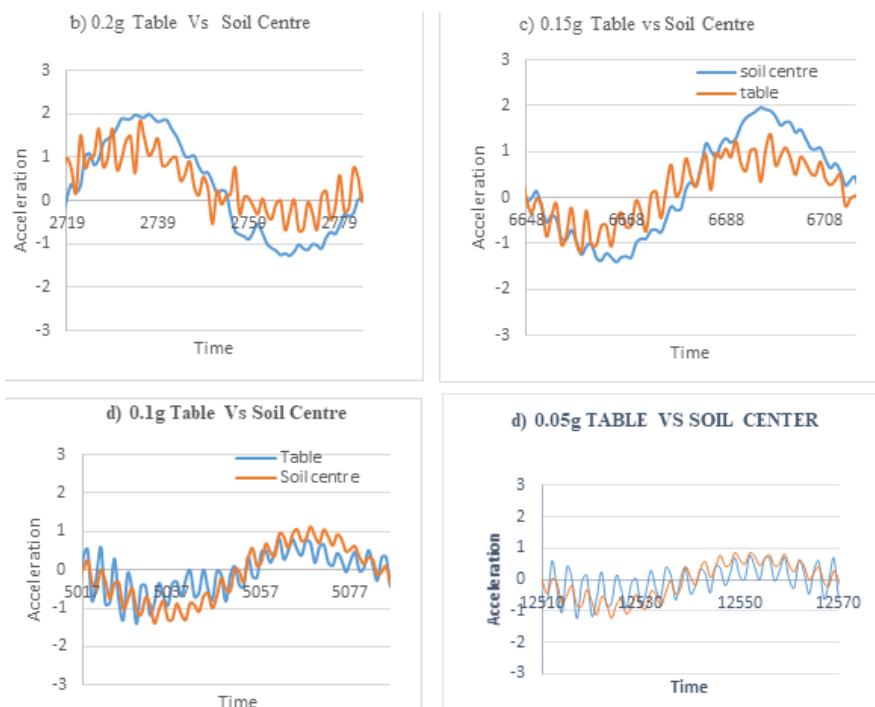 b) 0.2g Table Vs Soil Centre
3
2
1
0
-1
-2
-3
2719 2739 2759 2779
Acceleration
Time
c) 0.15g Table vs Soil Centre
soil centre
table
3
2
1
0
-1
-2
-3
6648 6668 6688 6708
Acceleration
Time
d) 0.1g Table Vs Soil Centre
Table
Soil centre
3
2
1
0
-1
-2
-3
5017 5037 5057 5077
Acceleration
Time
d) 0.05g TABLE VS SOIL CENTER
3
2
1
0
-1
-2
-3
12510 12530 12550 12570
Acceleration
Time